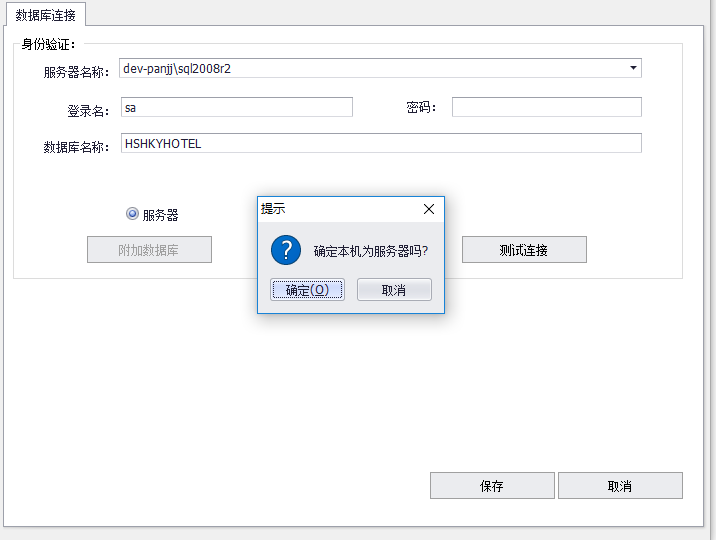 数据库连接
身份验证：
服务器名称： dev-panjj\sql2008r2
登录名： sa 密码：
数据库名称： HSHKYHOTEL
服务器
附加数据库 测试连接
提示
确定本机为服务器吗?
确定(O) 取消
保存 取消